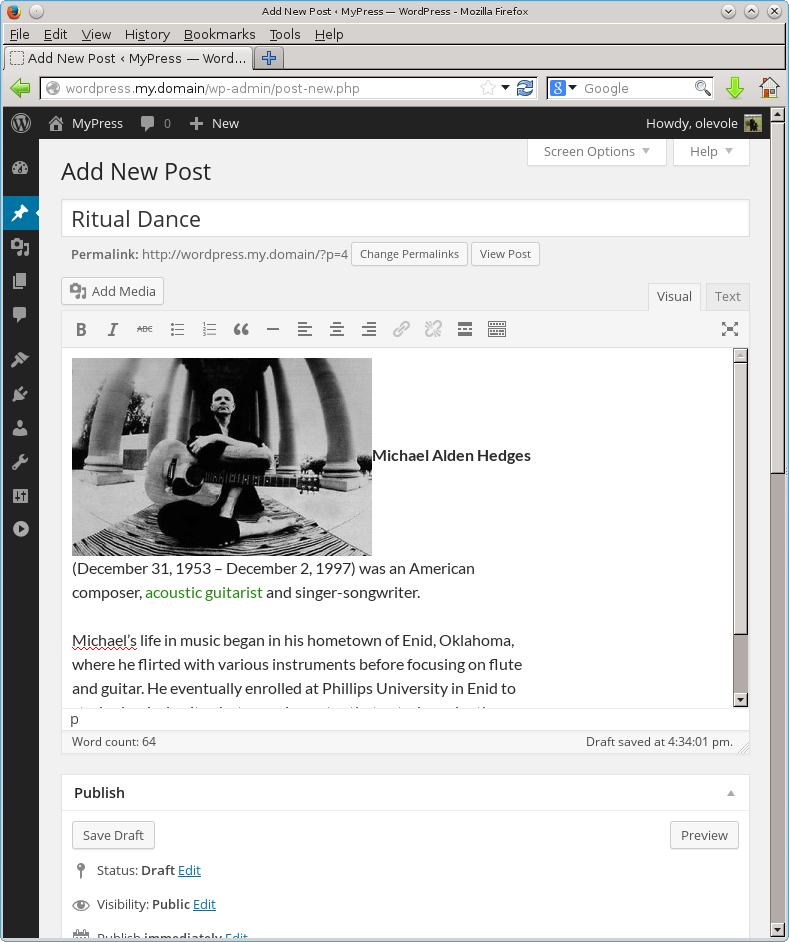 Add New Post ‹ MyPress — WordPress - Mozilla Firefox
File Edit View History Bookmarks Tools Help
Add New Post ‹ MyPress — Word...
wordpress.my.domain/wp-admin/post-new.php
8 Google
MyPress 0 New Howdy, olevole
Screen Options Help
Add New Post
Ritual Dance
Permalink: http://wordpress.my.domain/?p=4 Change Permalinks View Post
Add Media
Visual Text
B I ABC
Michael Alden Hedges
(December 31, 1953 – December 2, 1997) was an American
composer, acoustic guitarist and singer-songwriter.
Michael’s life in music began in his hometown of Enid, Oklahoma,
where he flirted with various instruments before focusing on flute
and guitar. He eventually enrolled at Phillips University in Enid to
p
Word count: 64 Draft saved at 4:34:01 pm.
Publish
Save Draft Preview
Status: Draft Edit
Visibility: Public Edit
Publish immediately Edit